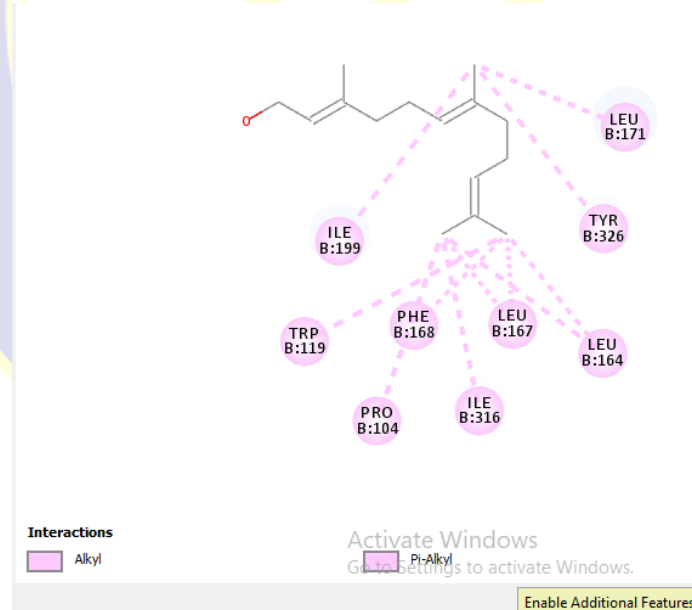 O
LEU
B:171
TYR
B:326
ILE
B:199
TRP
B:119
PHE
B:168
LEU
B:167
LEU
B:164
PRO
B:104
ILE
B:316
Interactions
Alkyl
Pi-Alkyl
Activate Windows
Go to Settings to activate Windows.
Enable Additional Features